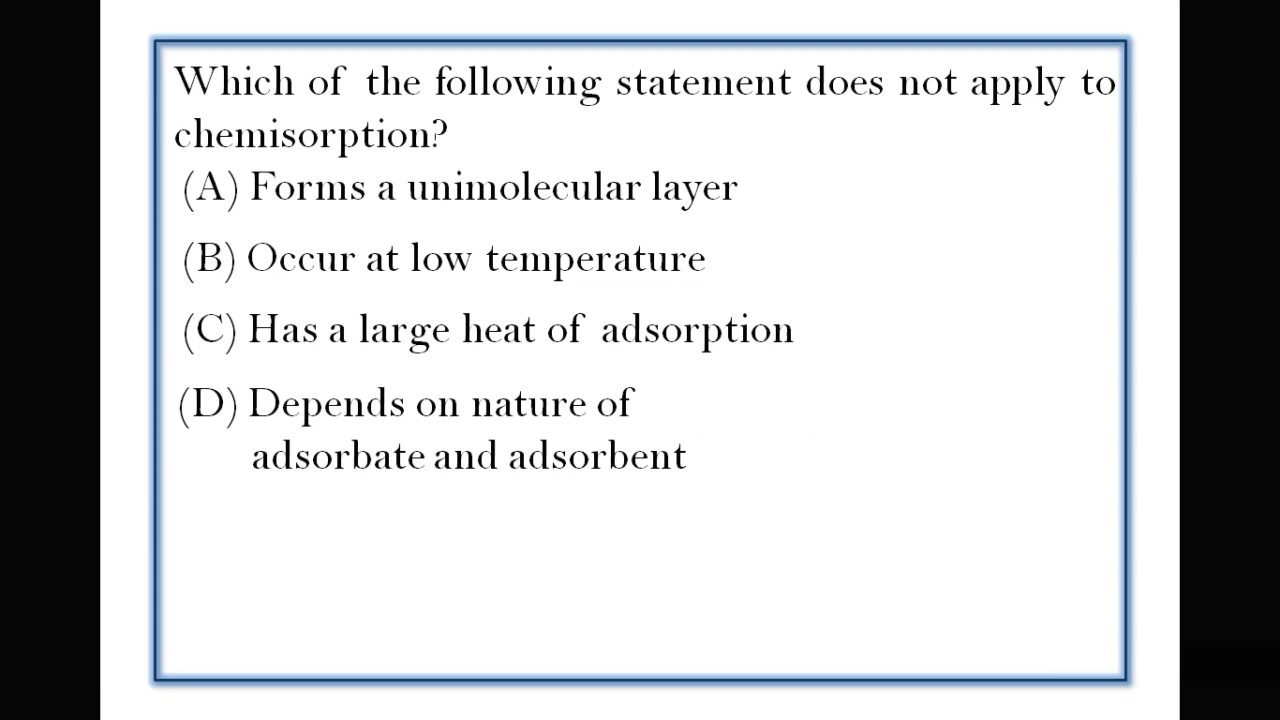 Which of the following statement does not apply to
chemisorption?
(A) Forms a unimolecular layer
(B) Occur at low temperature
(C) Has a large heat of adsorption
(D) Depends on nature of
adsorbate and adsorbent